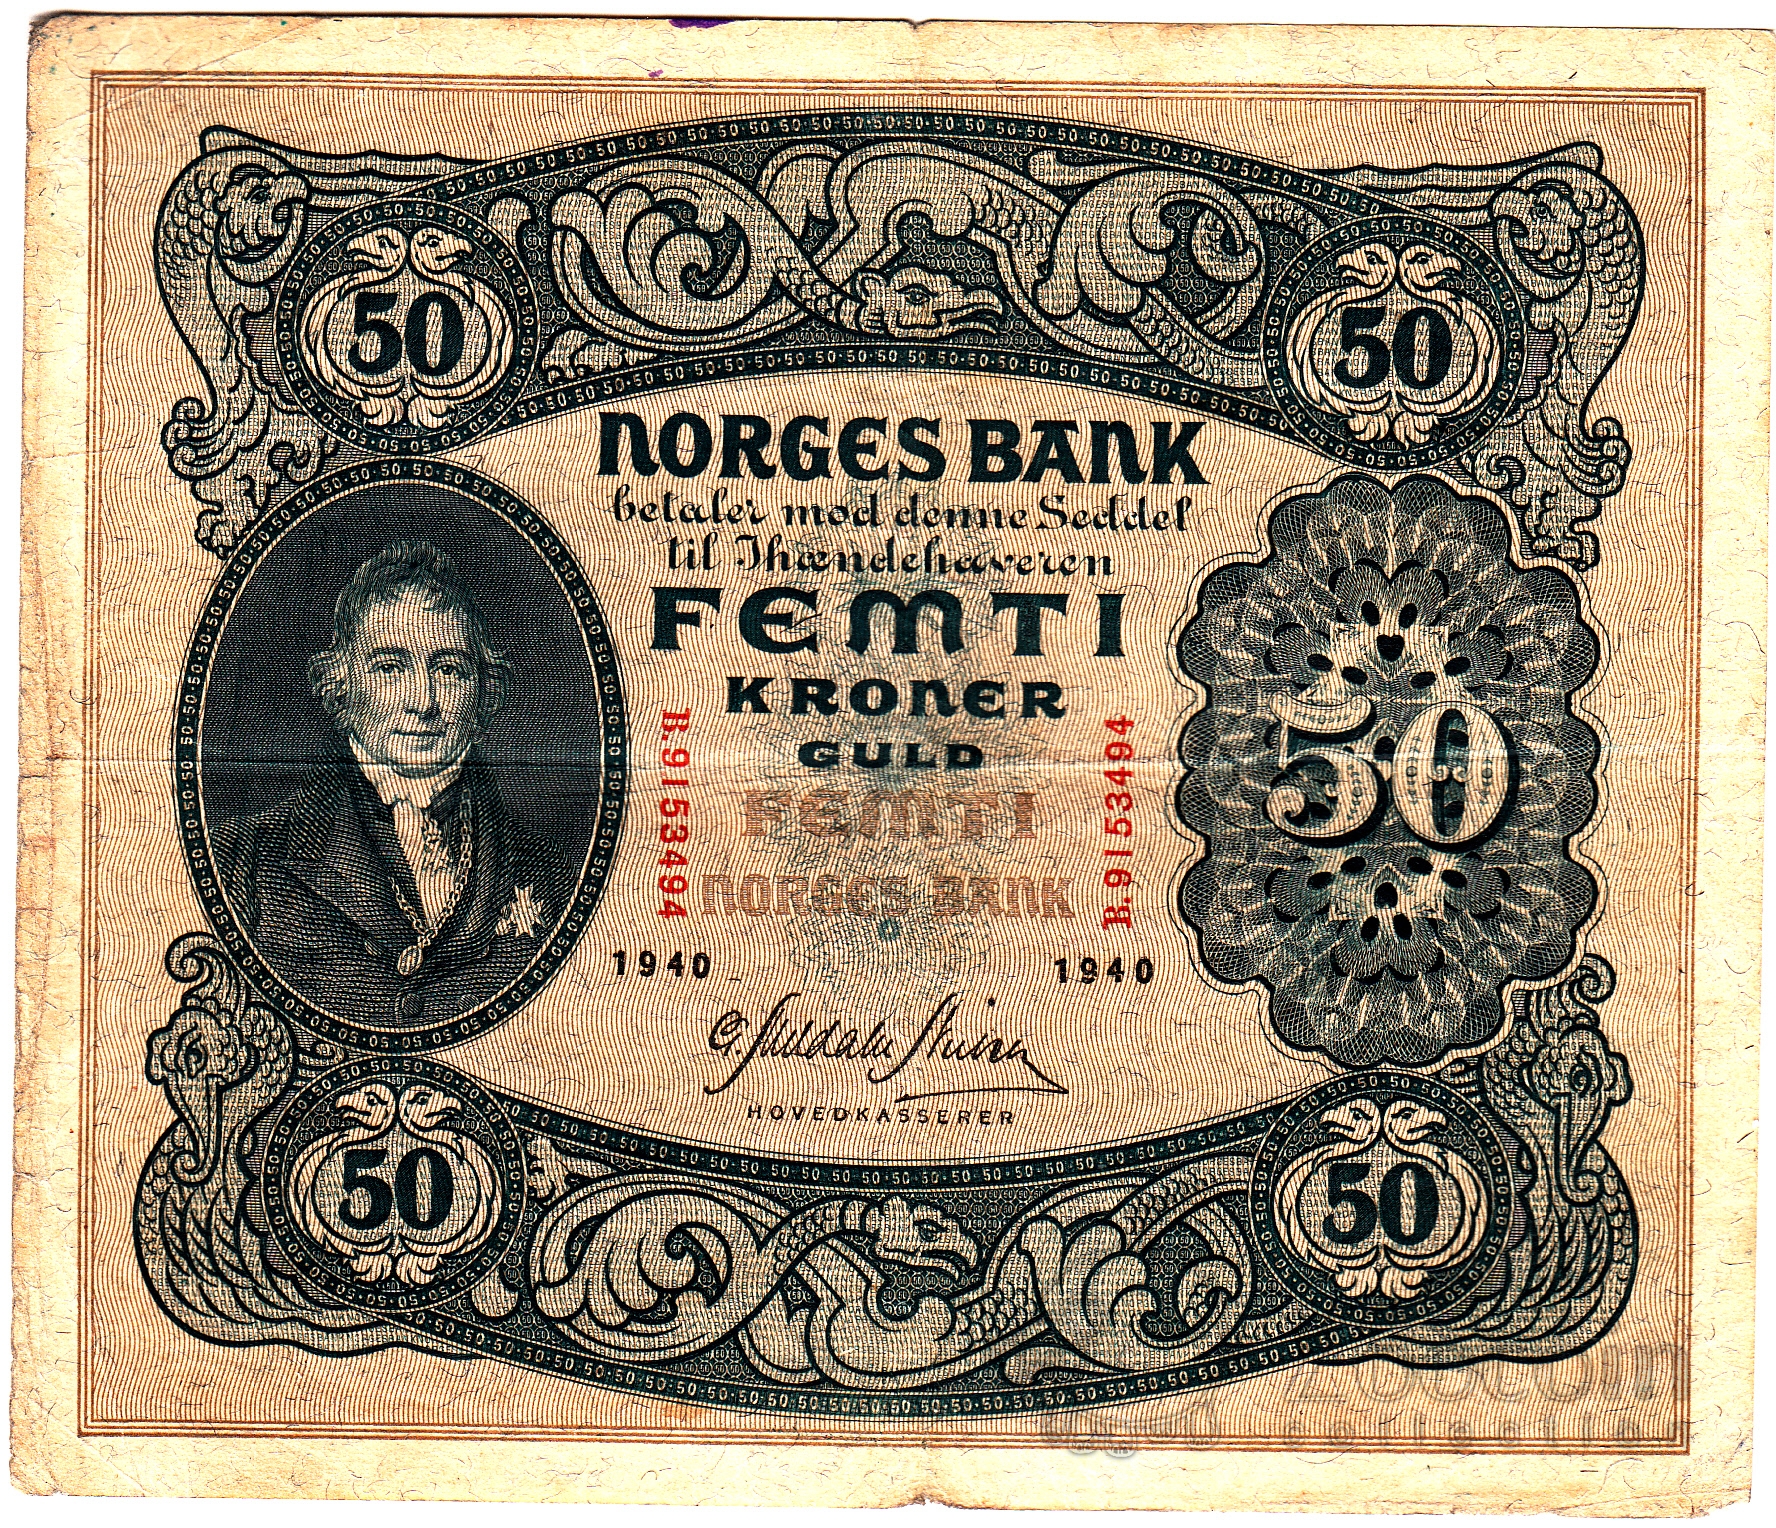 50
50
NORGES BANK
betaler mod denne Seddel
til Ihændehaveren
FEMTI
KRONER
GULD
50
B.9153494
B.9153494
FEMTI
NORGES BANK
1940
1940
HOVEDKASSERER
50
50
collection